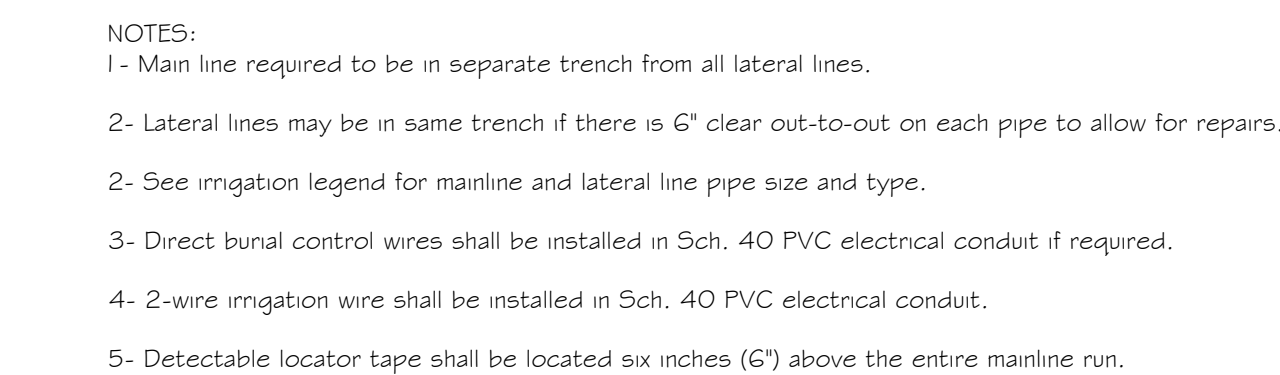 NOTES:
1- Main line required to be in separate trench from all lateral lines.
2- Lateral lines may be in same trench if there is 6" clear out-to-out on each pipe to allow for repairs.
2- See irrigation legend for mainline and lateral line pipe size and type.
3- Direct burial control wires shall be installed in Sch. 40 PVC electrical conduit if required.
4- 2-wire irrigation wire shall be installed in Sch. 40 PVC electrical conduit.
5- Detectable locator tape shall be located six inches (6") above the entire mainline run.